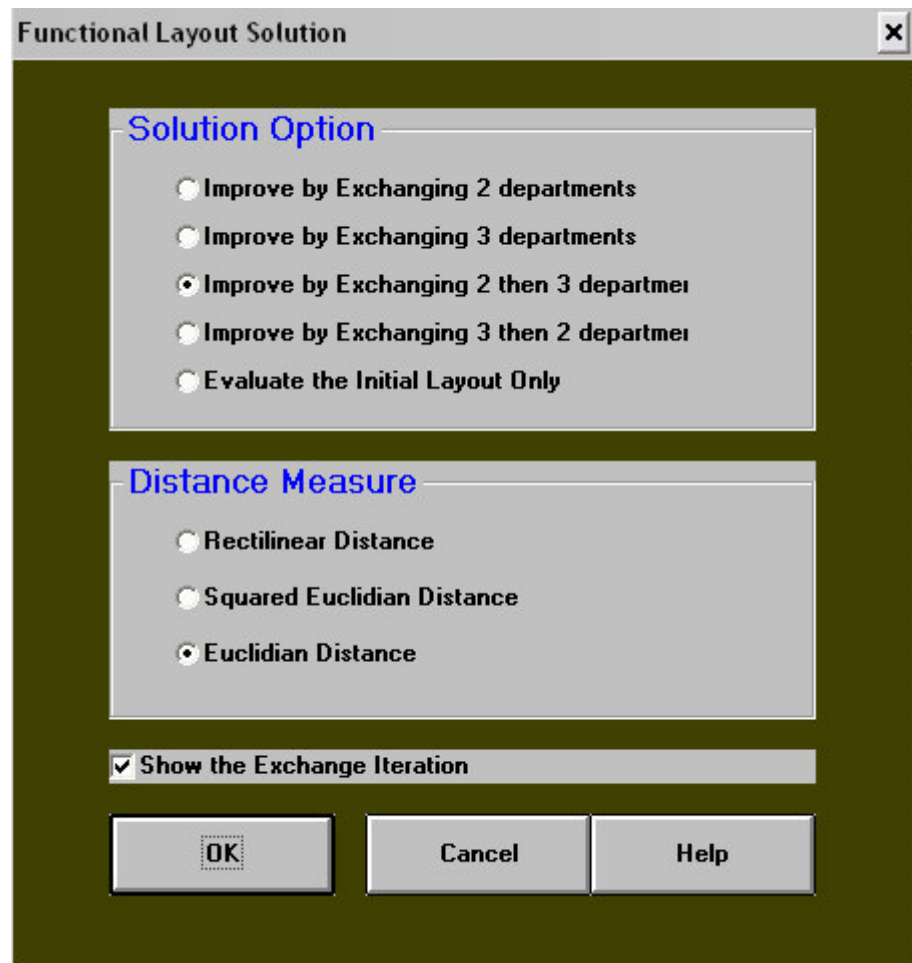 Functional Layout Solution
Solution Option
Improve by Exchanging 2 departments
Improve by Exchanging 3 departments
Improve by Exchanging 2 then 3 departmei
Improve by Exchanging 3 then 2 departmei
Evaluate the Initial Layout Only
Distance Measure
Rectilinear Distance
Squared Euclidian Distance
Euclidian Distance
Show the Exchange Iteration
OK Cancel Help